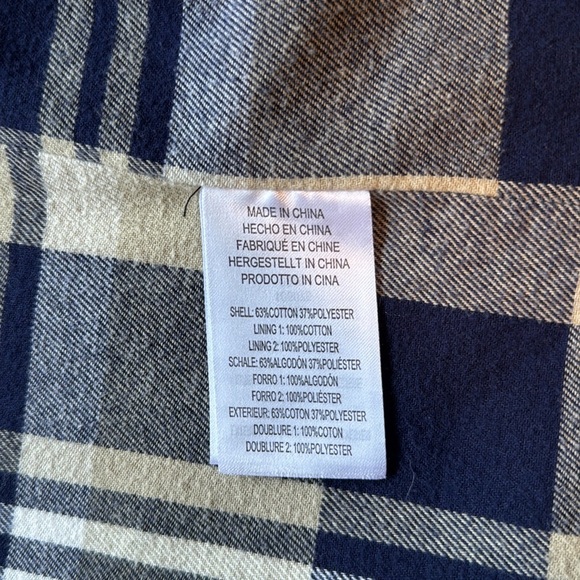 MADE IN CHINA
HECHO EN CHINA
FABRIQUÉ EN CHINE
HERGESTELLT IN CHINA
PRODOTTO IN CINA
SHELL: 63%COTTON 37%POLYESTER
LINING 1: 100%COTTON
LINING 2: 100%POLYESTER
SCHALE: 63%ALGODÓN 37%POLIÉSTER
FORRO 1: 100%ALGODÓN
FORRO 2: 100%POLIÉSTER
EXTERIEUR: 63%COTON 37%POLYESTER
DOUBLURE 1: 100%COTON
DOUBLURE 2: 100%POLYESTER